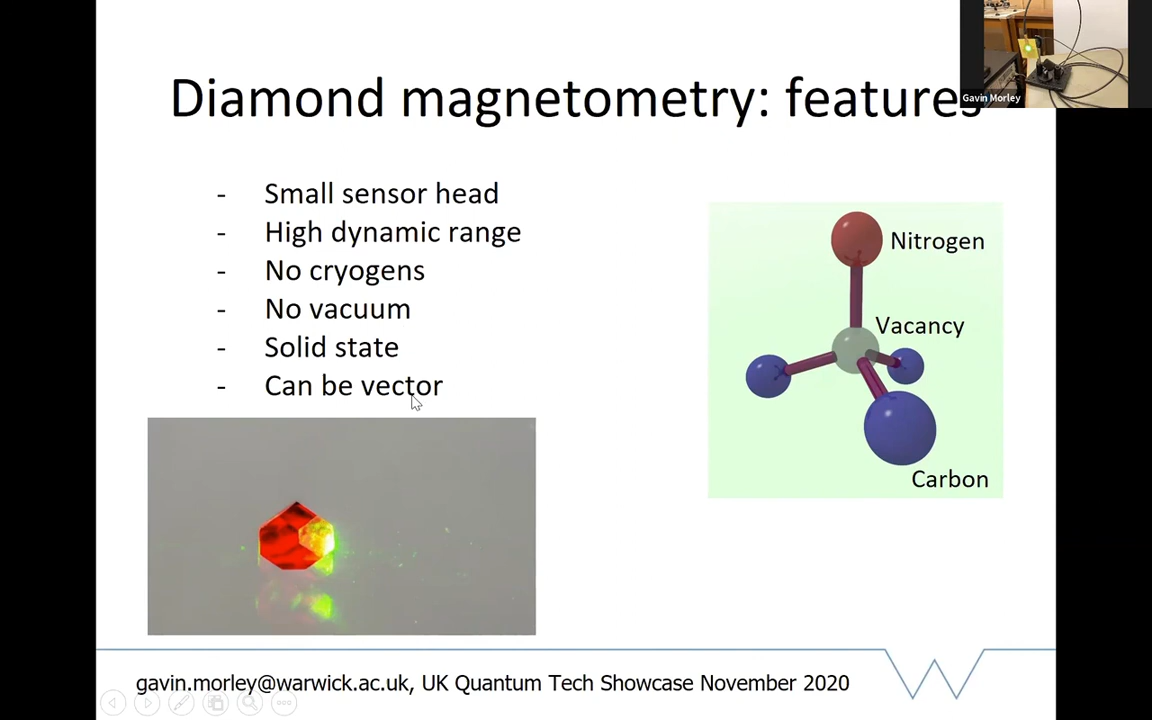 Diamond magnetometry: features
Gavin Morley
- Small sensor head
- High dynamic range
- No cryogens
- No vacuum
- Solid state
- Can be vector
Nitrogen
Vacancy
Carbon
gavin.morley@warwick.ac.uk, UK Quantum Tech Showcase November 2020